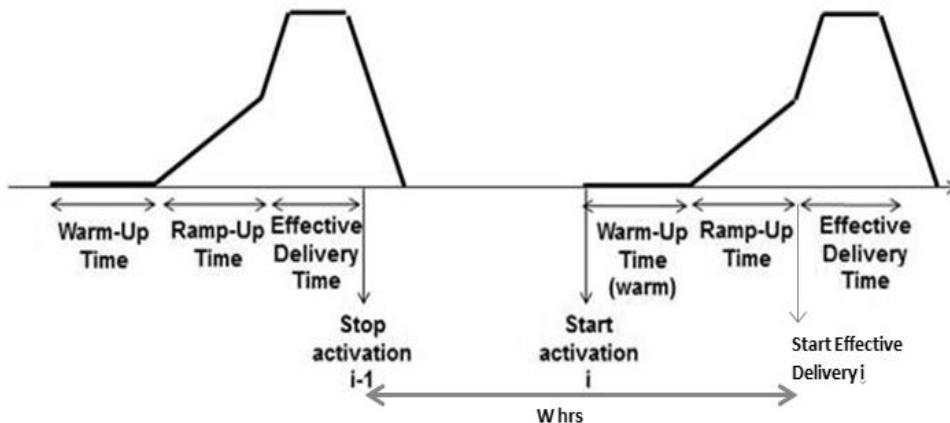 Warm-Up
Time
Ramp-Up
Time
Effective
Delivery
Time
Stop
activation
i-1
Start
activation
i
Warm-Up
Time
(warm)
Ramp-Up
Time
Effective
Delivery
Time
Start Effective
Delivery i
W hrs